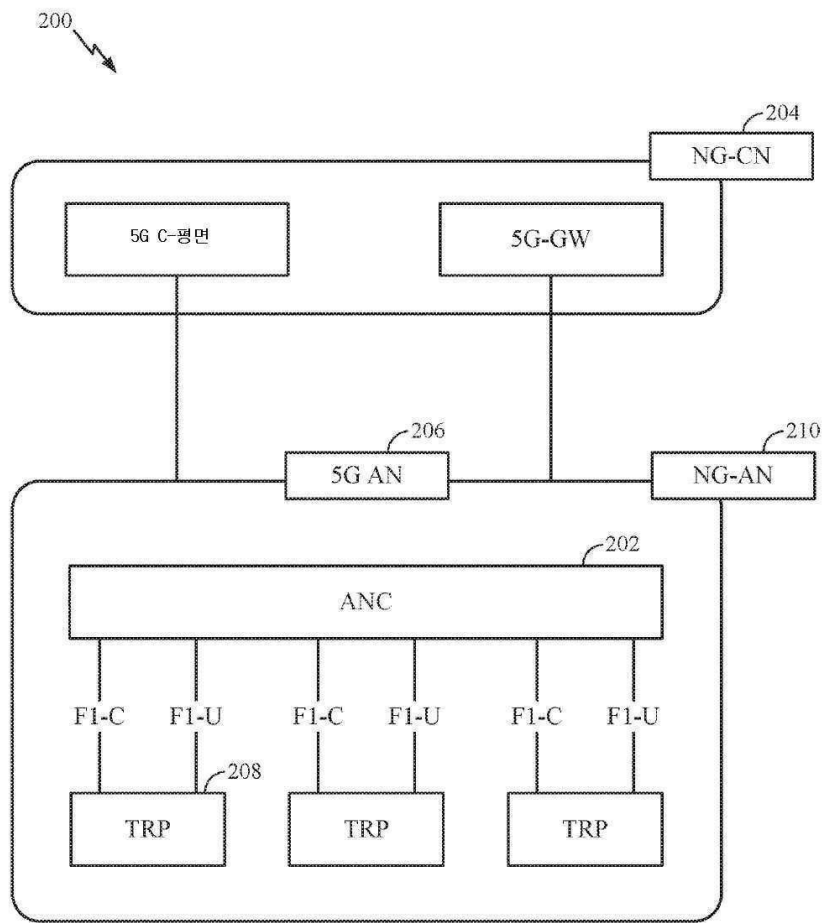 200
204
NG-CN
5G C-평면
5G-GW
206
210
5G AN
NG-AN
202
ANC
F1-C F1-U F1-C F1-U F1-C F1-U
208
TRP TRP TRP